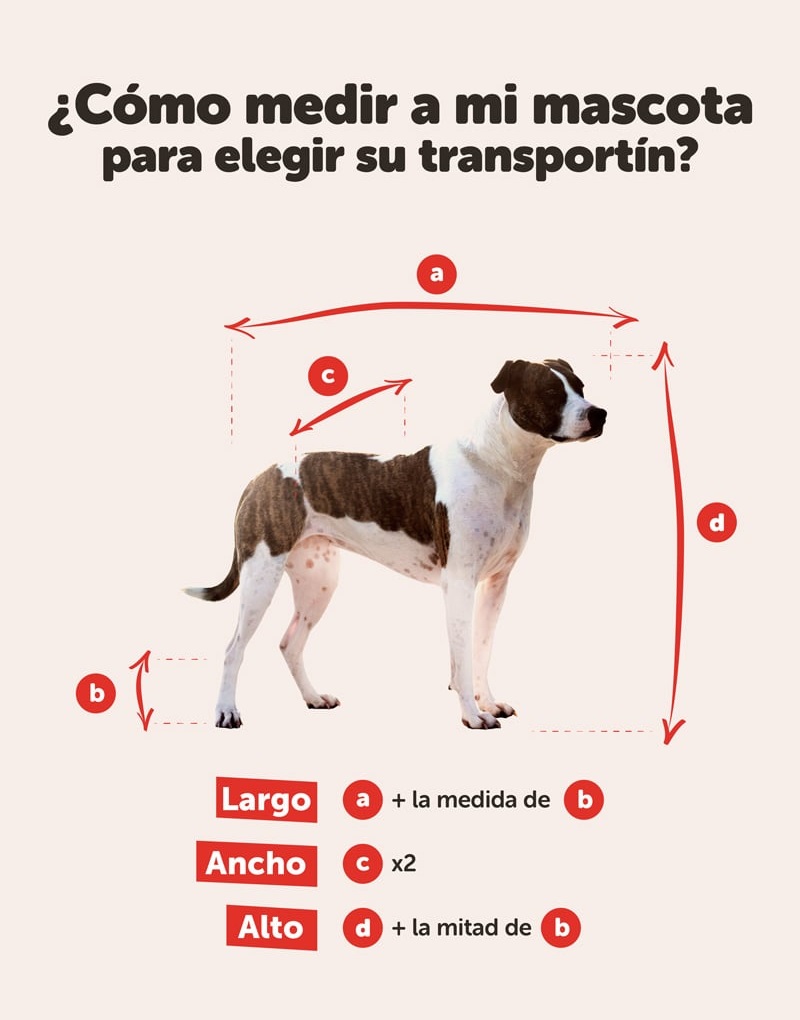 ¿Cómo medir a mi mascota
para elegir su transportín?
a
c
d
b
Largo a + la medida de b
Ancho c x2
Alto d + la mitad de b